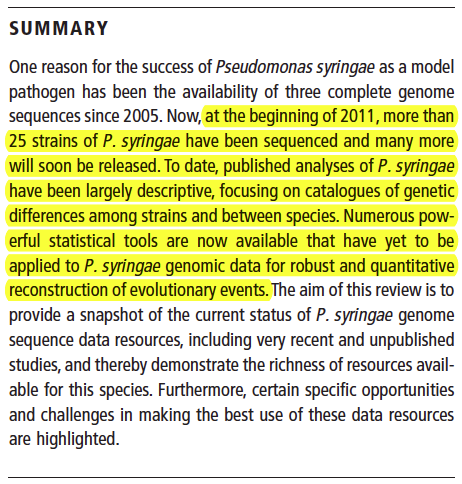 SUMMARY
One reason for the success of Pseudomonas syringae as a model
pathogen has been the availability of three complete genome
sequences since 2005. Now, at the beginning of 2011, more than
25 strains of P. syringae have been sequenced and many more
will soon be released. To date, published analyses of P. syringae
have been largely descriptive, focusing on catalogues of genetic
differences among strains and between species. Numerous pow-
erful statistical tools are now available that have yet to be
applied to P. syringae genomic data for robust and quantitative
reconstruction of evolutionary events. The aim of this review is to
provide a snapshot of the current status of P. syringae genome
sequence data resources, including very recent and unpublished
studies, and thereby demonstrate the richness of resources avail-
able for this species. Furthermore, certain specific opportunities
and challenges in making the best use of these data resources
are highlighted.